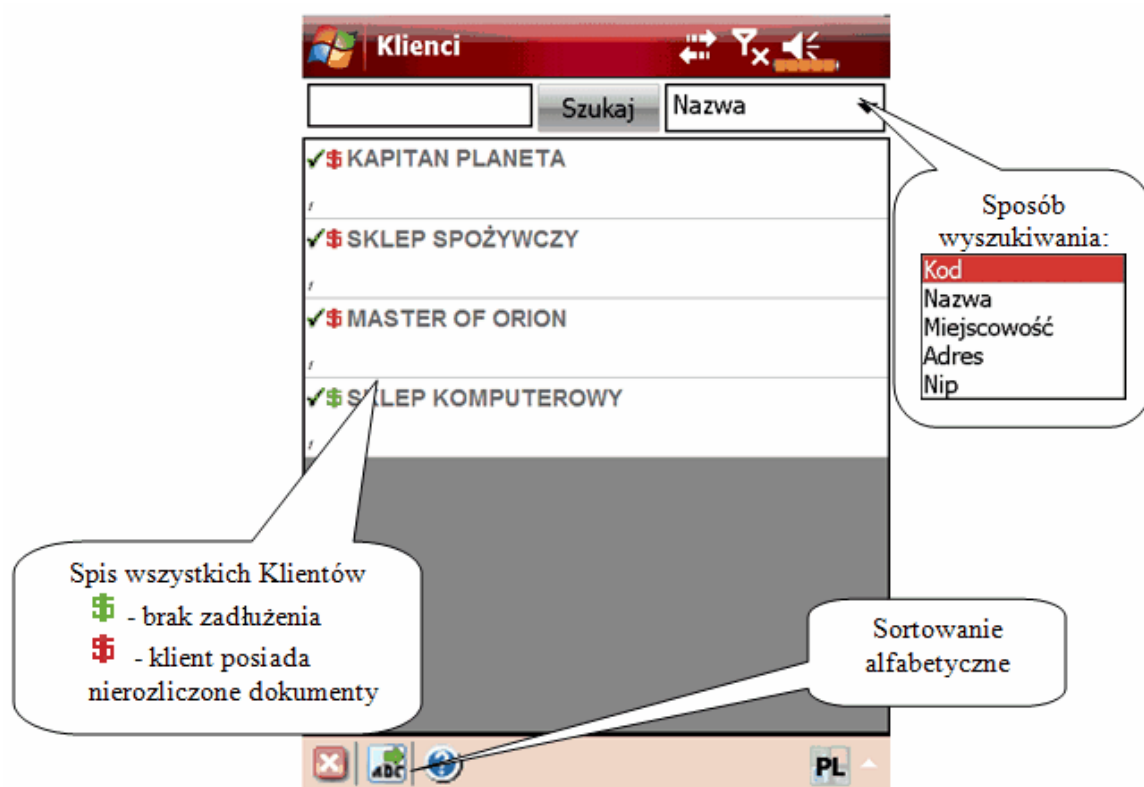 Klienci
Szukaj
Nazwa
$ KAPITAN PLANETA
,
$ SKLEP SPOŻYWCZY
,
$ MASTER OF ORION
,
$ SKLEP KOMPUTEROWY
,
Sposób
wyszukiwania:
Kod
Nazwa
Miejscowość
Adres
Nip
Spis wszystkich Klientów
$ - brak zadłużenia
$ - klient posiada
nierozliczone dokumenty
Sortowanie
alfabetyczne
ABC
?
PL